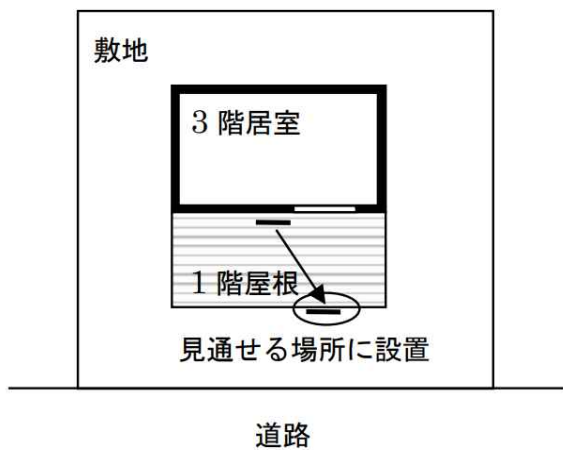 敷地
3 階居室
1 階屋根
見通せる場所に設置
道路